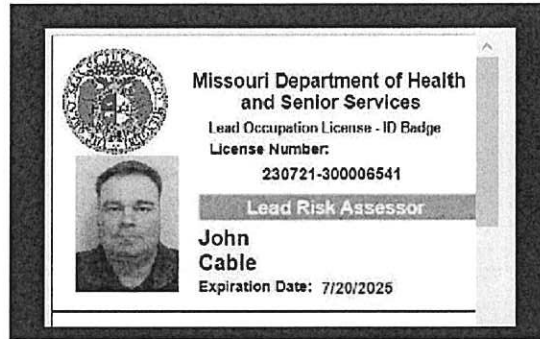 Missouri Department of Health
and Senior Services
Lead Occupation License - ID Badge
License Number:
230721-300006541
Lead Risk Assessor
John
Cable
Expiration Date: 7/20/2025